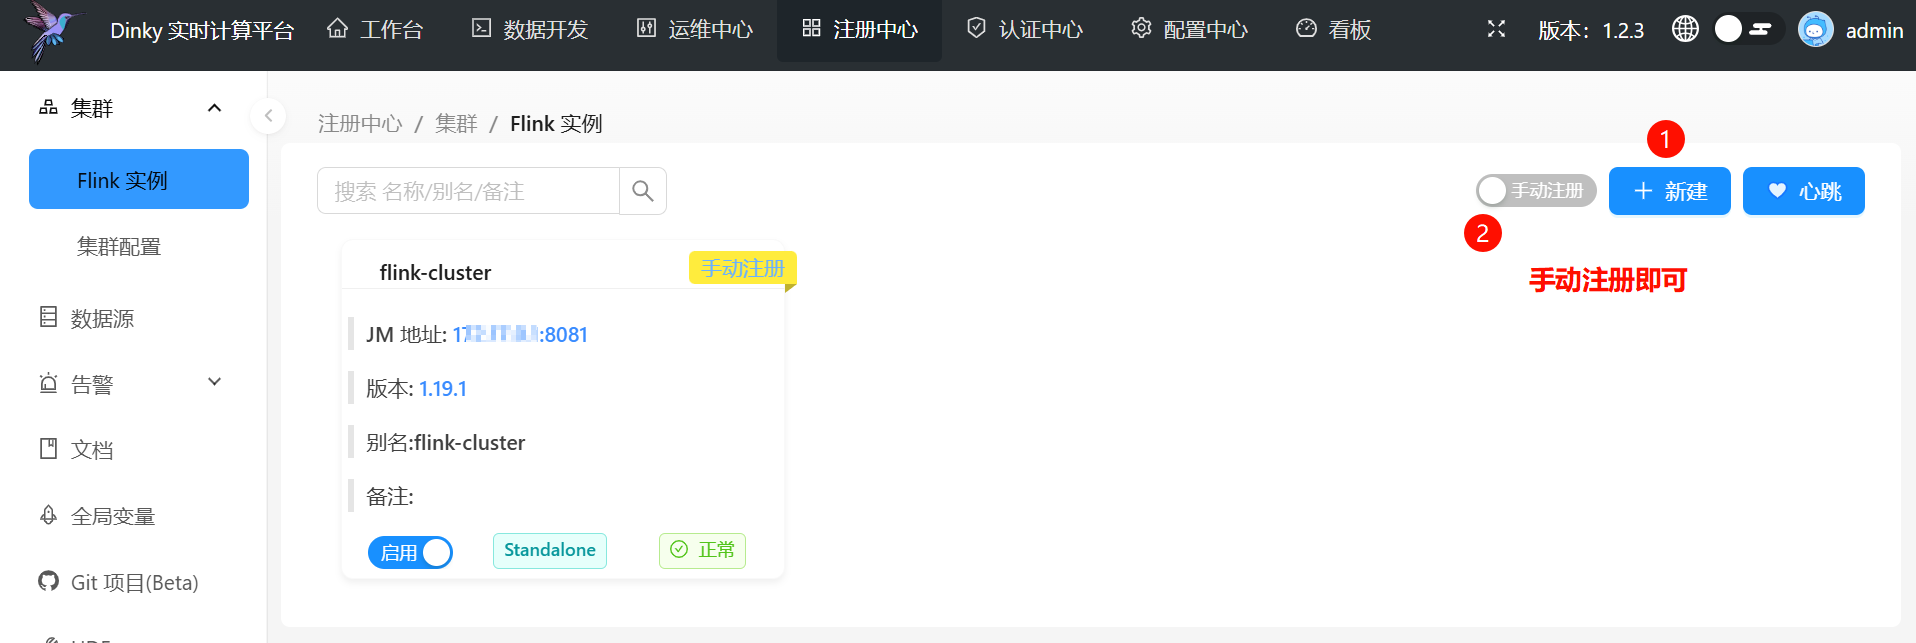 Dinky 实时计算平台 工作台 数据开发 运维中心 注册中心 认证中心 配置中心 看板 版本: 1.2.3 admin
集群
Flink 实例
集群配置
数据源
告警
文档
全局变量
Git 项目(Beta)
注册中心 / 集群 / Flink 实例
搜索 名称/别名/备注
1
手动注册 新建 心跳
2
手动注册即可
flink-cluster 手动注册
JM 地址: :8081
版本: 1.19.1
别名:flink-cluster
备注:
启用 Standalone 正常